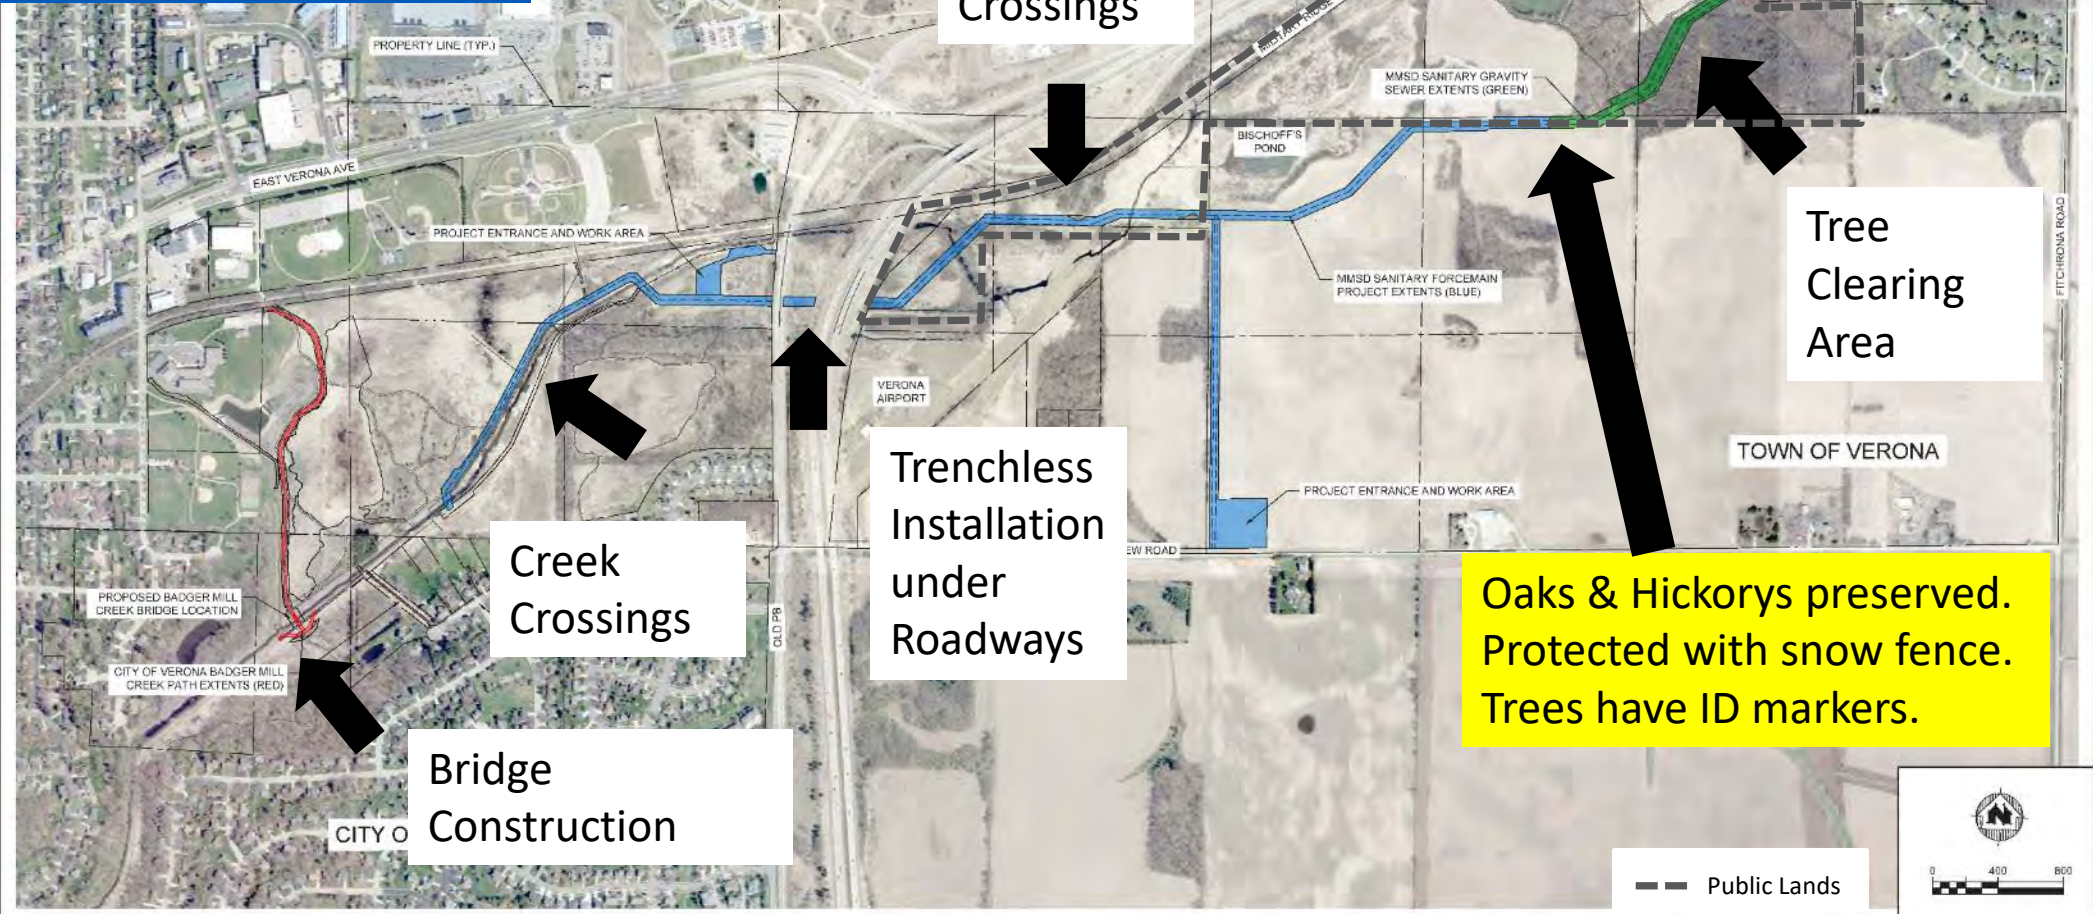 Crossings
PROPERTY LINE (TYP.)
MMSD SANITARY GRAVITY
SEWER EXTENTS (GREEN)
BISCHOFF'S
POND
EAST VERONA AVE
PROJECT ENTRANCE AND WORK AREA
Tree
Clearing
Area
FITCHRONA ROAD
MMSD SANITARY FORCEMAIN
PROJECT EXTENTS (BLUE)
VERONA
AIRPORT
TOWN OF VERONA
Trenchless
Installation
under
Roadways
PROJECT ENTRANCE AND WORK AREA
Creek
Crossings
EW ROAD
PROPOSED BADGER MILL
CREEK BRIDGE LOCATION
OLD PB
Oaks & Hickorys preserved.
Protected with snow fence.
Trees have ID markers.
CITY OF VERONA BADGER MILL
CREEK PATH EXTENTS (RED)
Bridge
Construction
CITY O
N
0 400 800
Public Lands